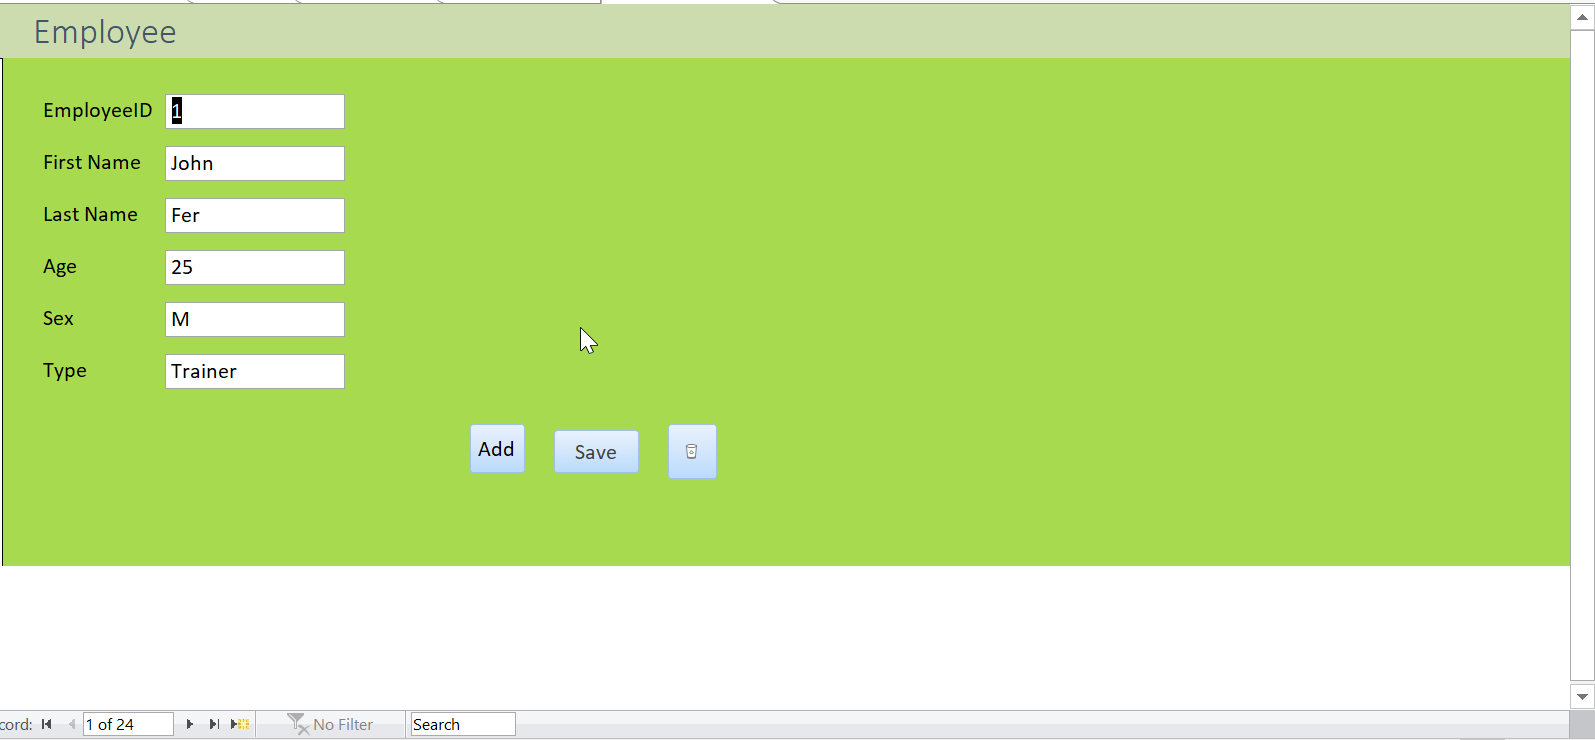 Employee
EmployeeID 1
First Name John
Last Name Fer
Age 25
Sex M
Type Trainer
Add Save
cord: 1 of 24 No Filter Search